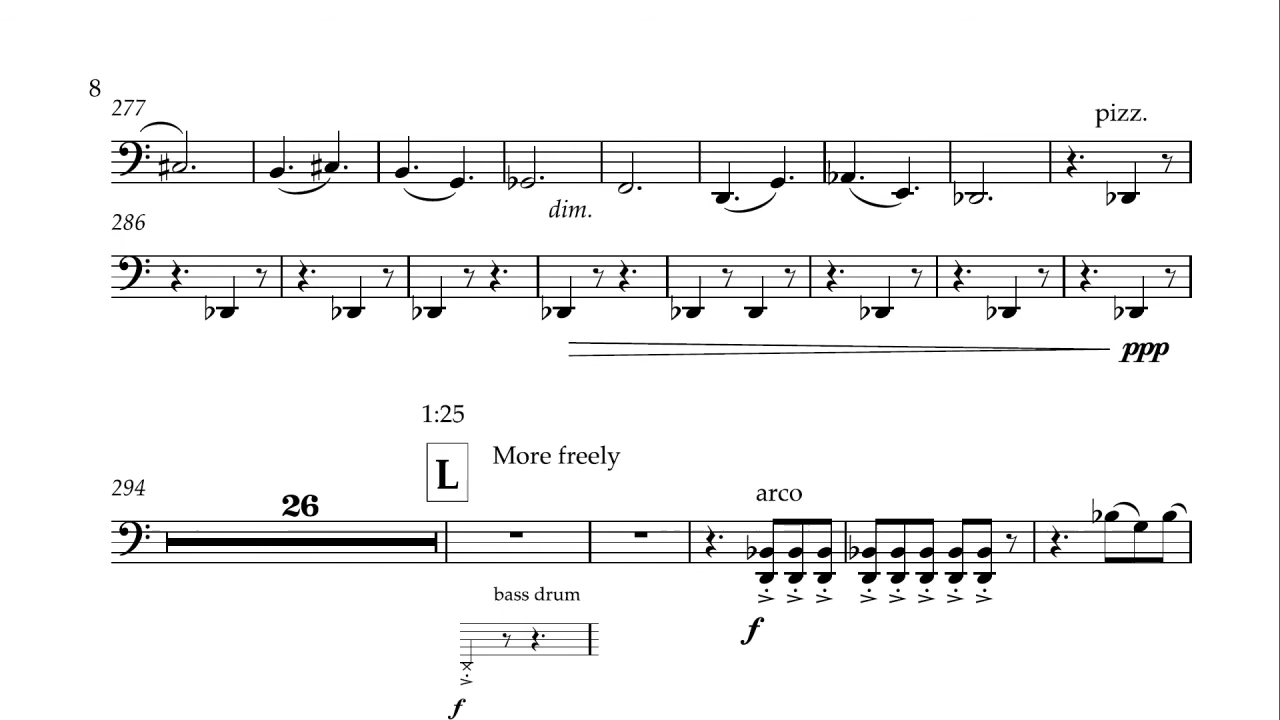 8
277
pizz.
dim.
286
ppp
1:25
L
More freely
294
26
arco
bass drum
f
f